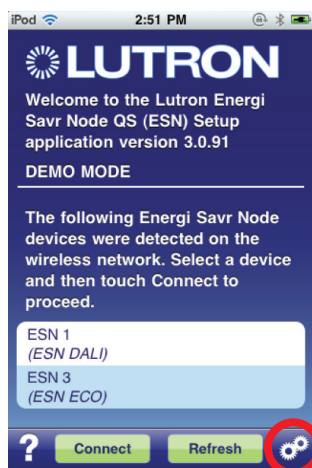 iPod 2:51 PM
LUTRON
Welcome to the Lutron Energi
Savr Node QS (ESN) Setup
application version 3.0.91
DEMO MODE
The following Energi Savr Node
devices were detected on the
wireless network. Select a device
and then touch Connect to
proceed.
ESN 1
(ESN DALI)
ESN 3
(ESN ECO)
? Connect Refresh